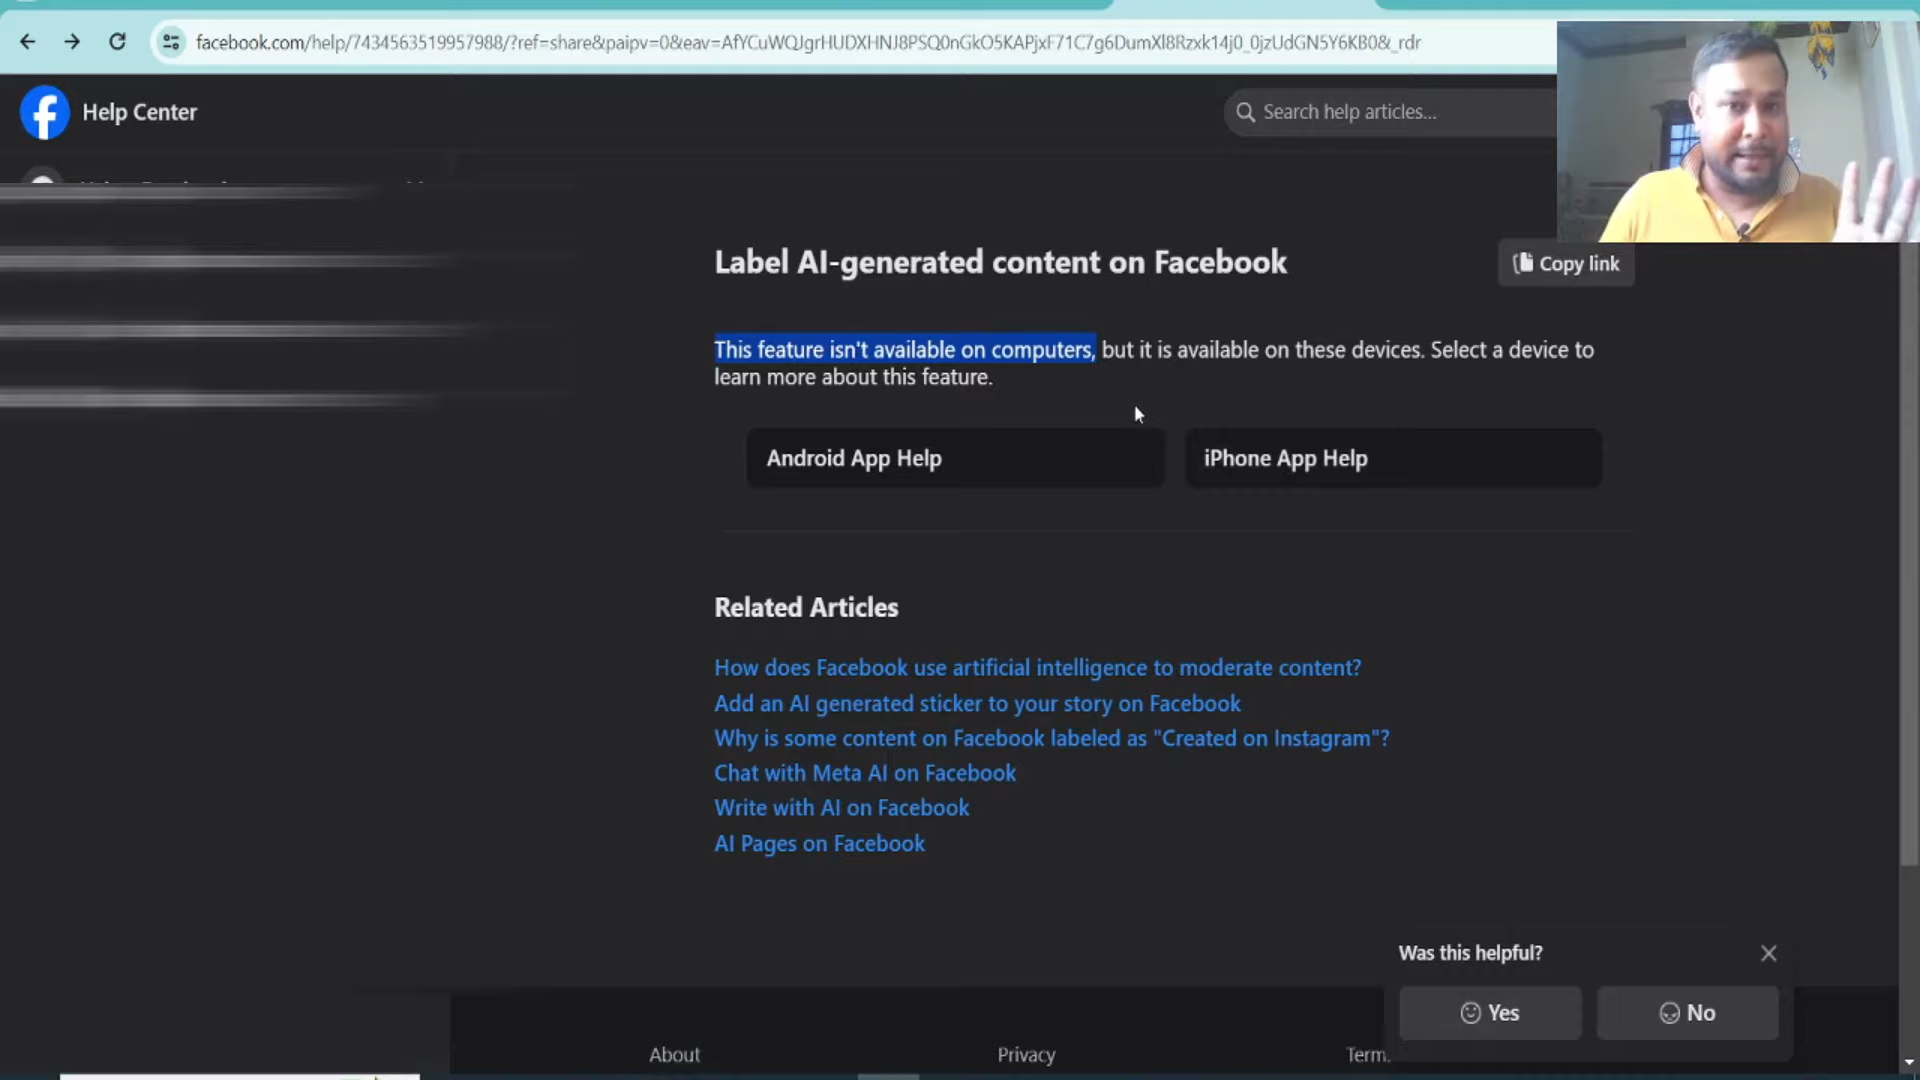 facebook.com/help/7434563519957988/?ref=share&paipv=0&eav=AfYCuWQJgrHUDXHNJ8PSQ0nGkO5KAPjxF71C7g6DumXl8Rzxk14j0_0jzUdGN5Y6KB0&_rdr
Help Center
Search help articles...
Label AI-generated content on Facebook
Copy link
This feature isn't available on computers, but it is available on these devices. Select a device to
learn more about this feature.
Android App Help
iPhone App Help
Related Articles
How does Facebook use artificial intelligence to moderate content?
Add an AI generated sticker to your story on Facebook
Why is some content on Facebook labeled as "Created on Instagram"?
Chat with Meta AI on Facebook
Write with AI on Facebook
AI Pages on Facebook
Was this helpful?
Yes
No
About
Privacy